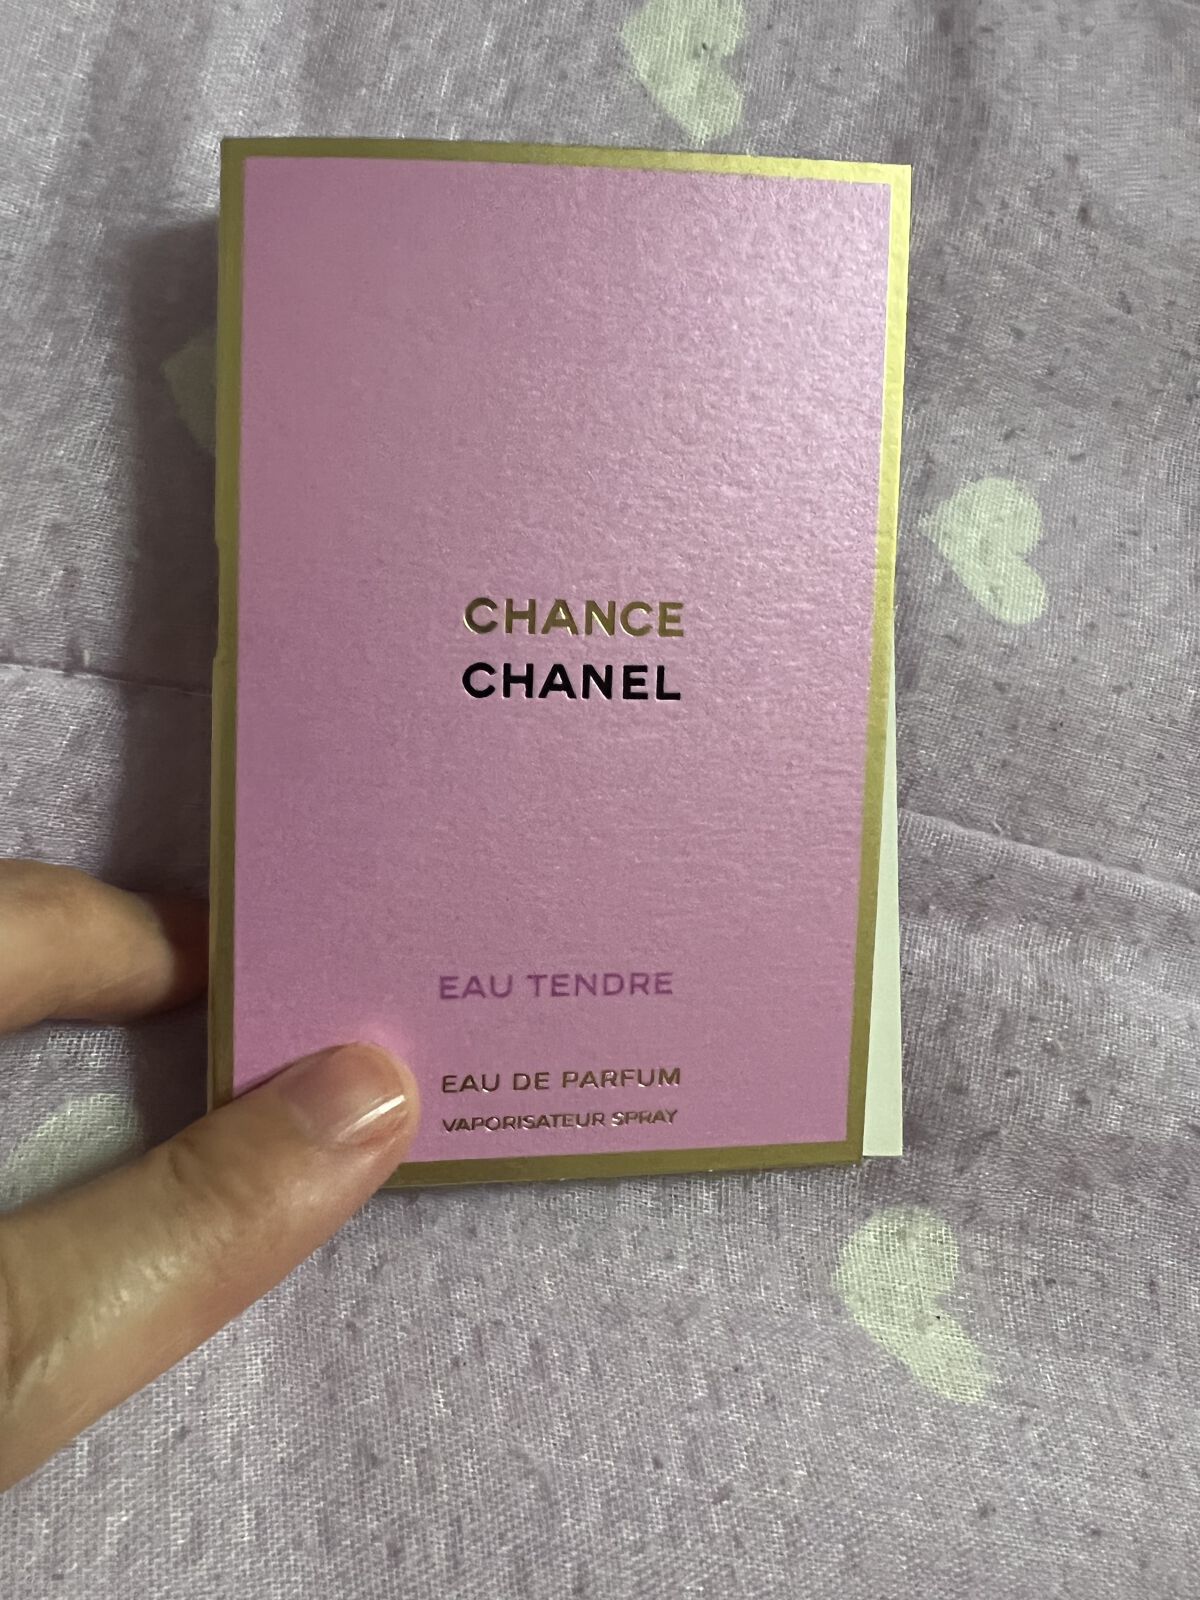 CHANCE
CHANEL
EAU TENDRE
EAU DE PARFUM
VAPORISATEUR SPRAY